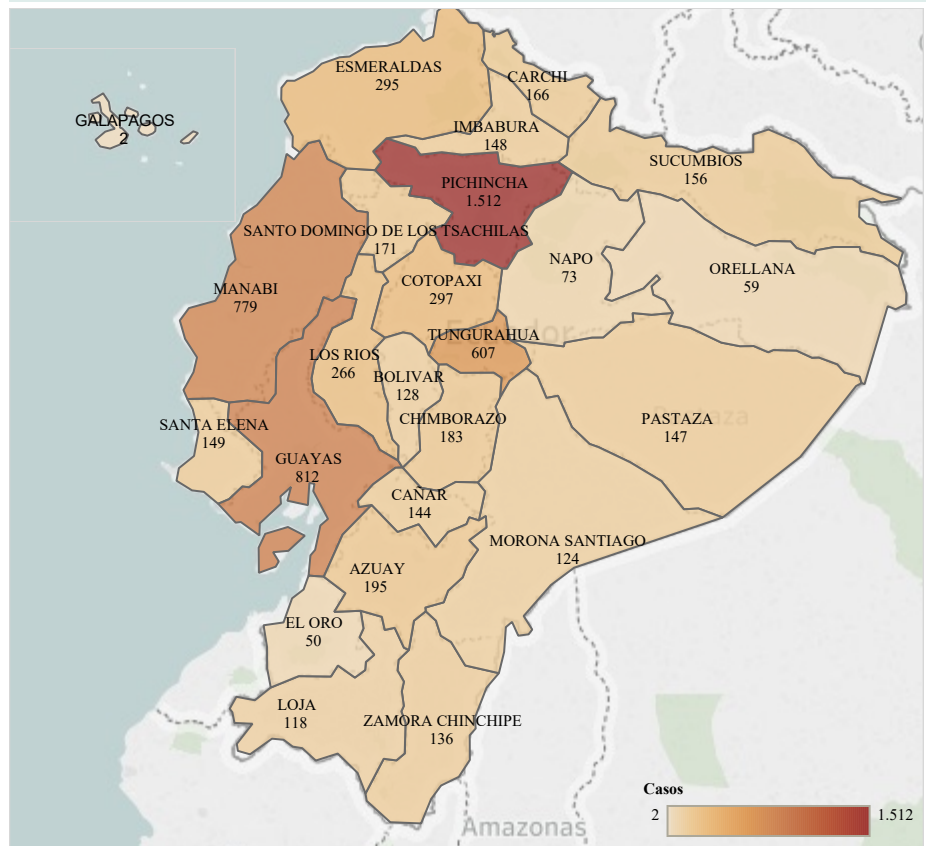 ESMERALDAS
295
CARCHI
166
GALAPAGOS
2
IMBABURA
148
SUCUMBIOS
156
PICHINCHA
1.512
SANTO DOMINGO DE LOS TSACHILAS
171
NAPO
73
ORELLANA
59
COTOPAXI
297
MANABI
779
Ecuador
TUNGURAHUA
607
LOS RIOS
266
BOLIVAR
128
CHIMBORAZO
183
Pastaza
PASTAZA
147
SANTA ELENA
149
GUAYAS
812
CAÑAR
144
MORONA SANTIAGO
124
AZUAY
195
EL ORO
50
LOJA
118
ZAMORA CHINCHIPE
136
Casos
2
1.512
Amazonas